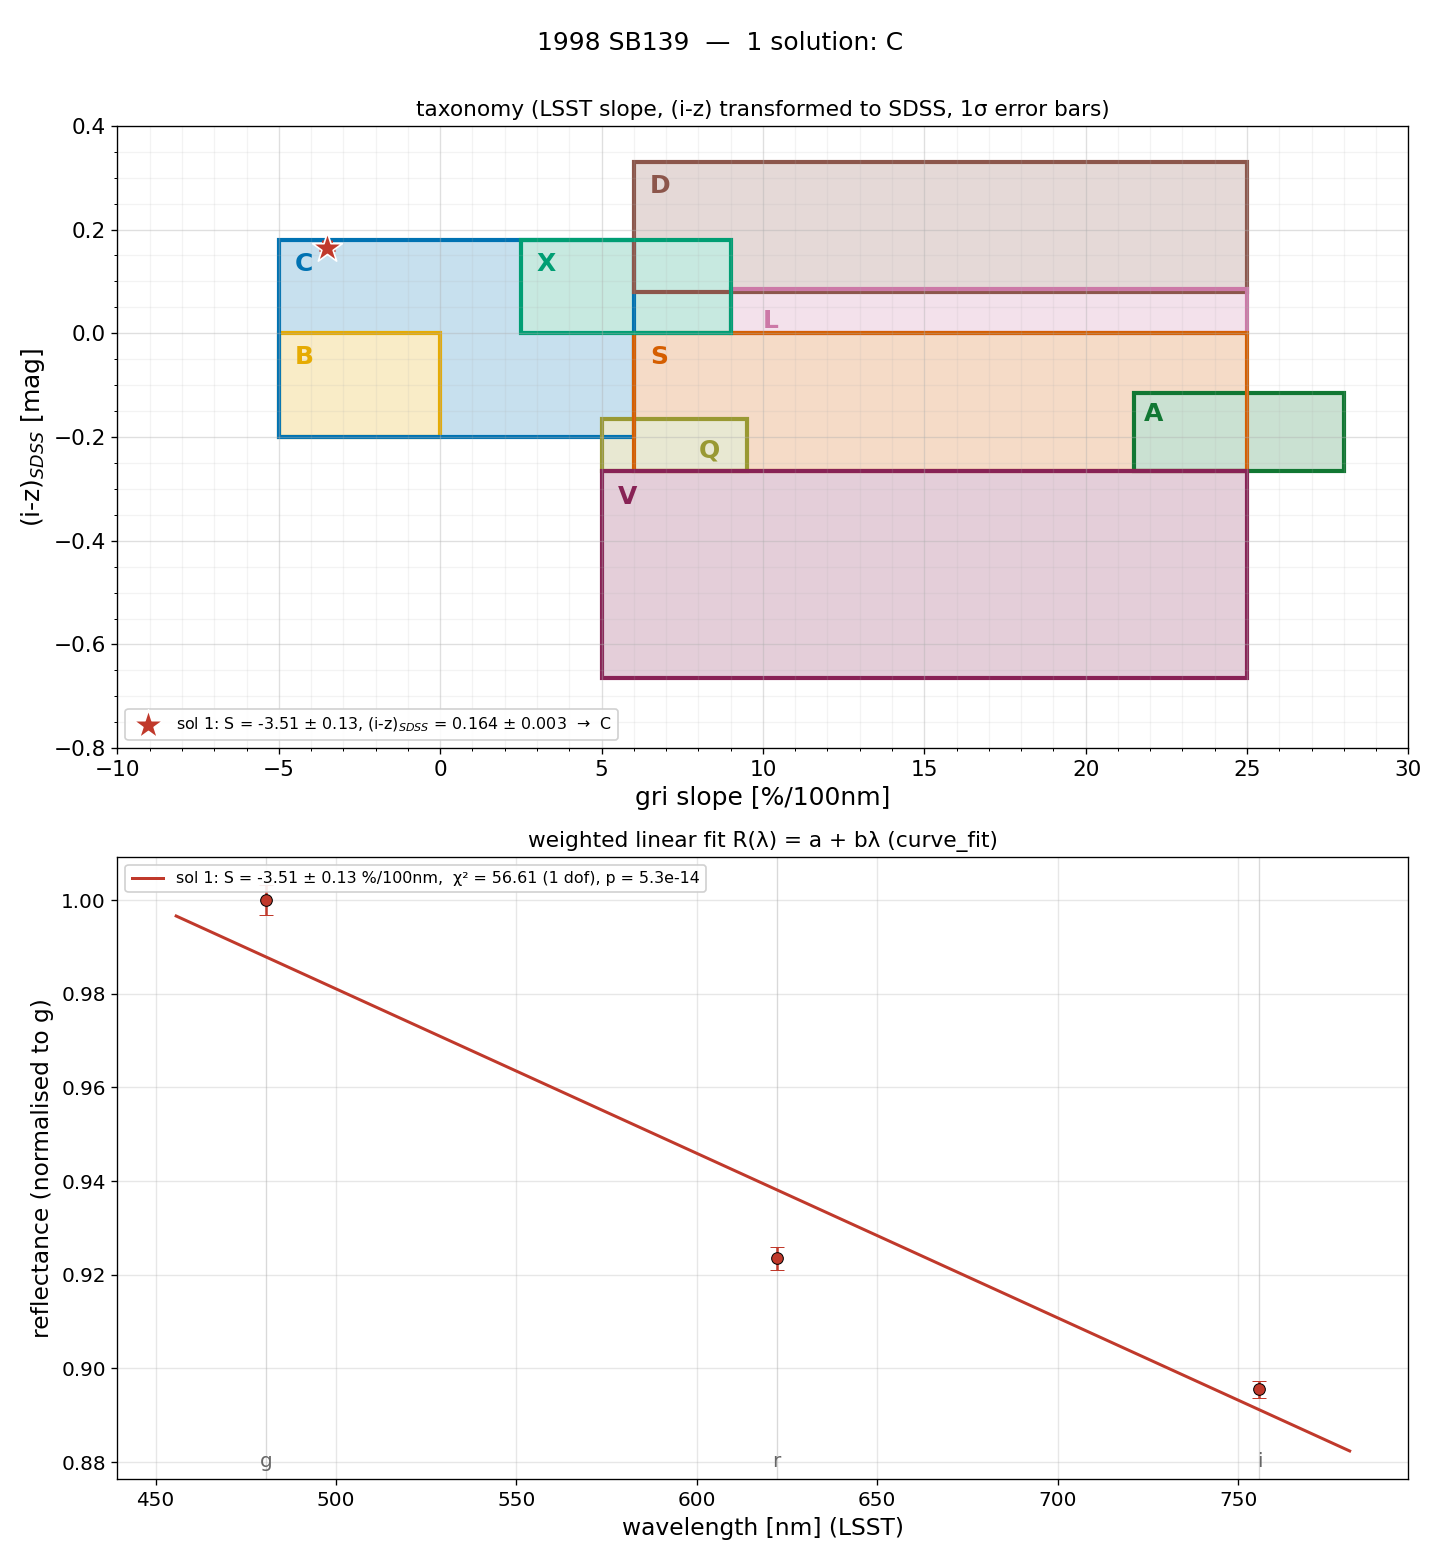 1998 SB139 — 1 solution: C
taxonomy (LSST slope, (i-z) transformed to SDSS, 1σ error bars)
0.4
0.2
0.0
−0.2
−0.4
−0.6
−0.8
(i-z)SDSS [mag]
D
C
X
L
B
S
A
Q
V
sol 1: S = -3.51 ± 0.13, (i-z)SDSS = 0.164 ± 0.003 → C
−10 −5 0 5 10 15 20 25 30
gri slope [%/100nm]
weighted linear fit R(λ) = a + bλ (curve_fit)
sol 1: S = -3.51 ± 0.13 %/100nm, χ² = 56.61 (1 dof), p = 5.3e-14
1.00
0.98
0.96
0.94
0.92
0.90
0.88
reflectance (normalised to g)
g r i
450 500 550 600 650 700 750
wavelength [nm] (LSST)